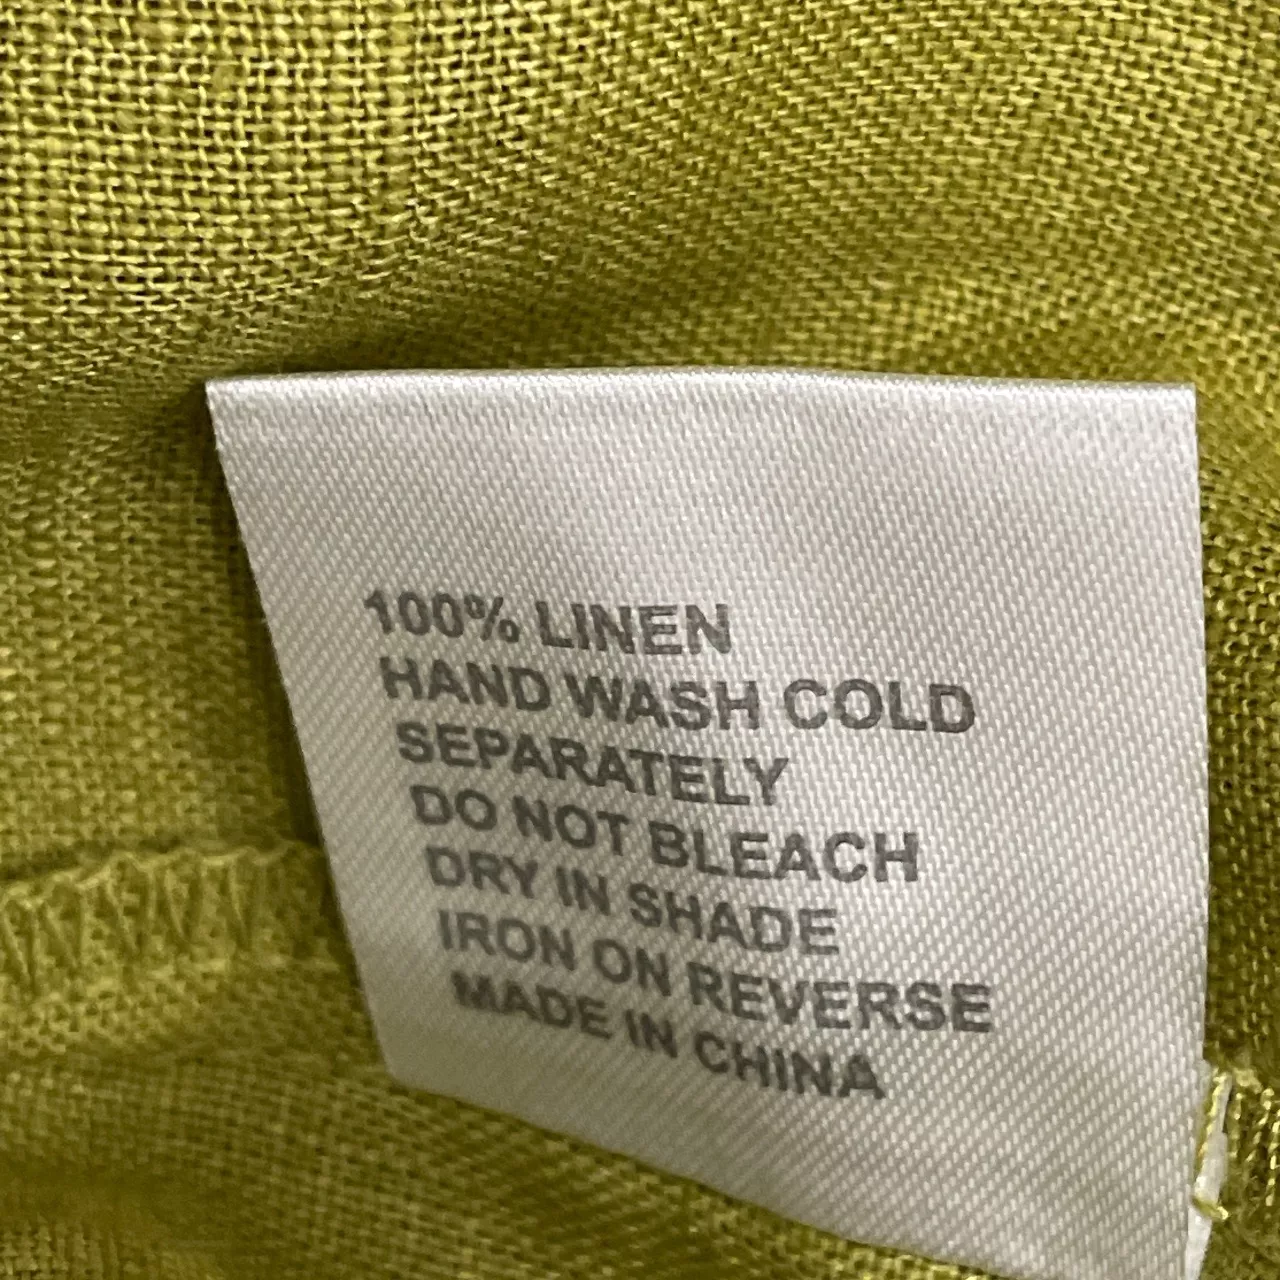 100% LINEN
HAND WASH COLD
SEPARATELY
DO NOT BLEACH
DRY IN SHADE
IRON ON REVERSE
MADE IN CHINA